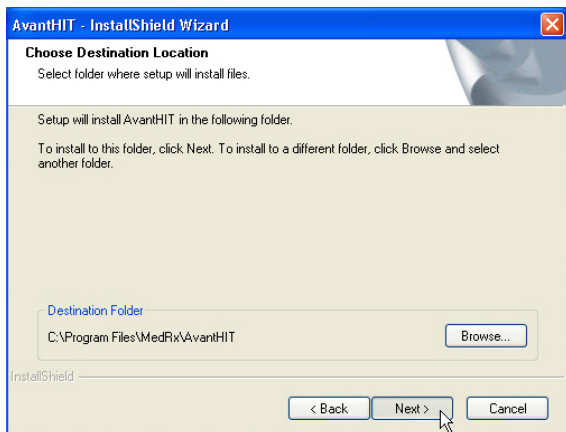 AvantHIT - InstallShield Wizard
Choose Destination Location
Select folder where setup will install files.
Setup will install AvantHIT in the following folder.
To install to this folder, click Next. To install to a different folder, click Browse and select
another folder.
Destination Folder
C:\Program Files\MedRx\AvantHIT
Browse...
InstallShield
< Back
Next >
Cancel